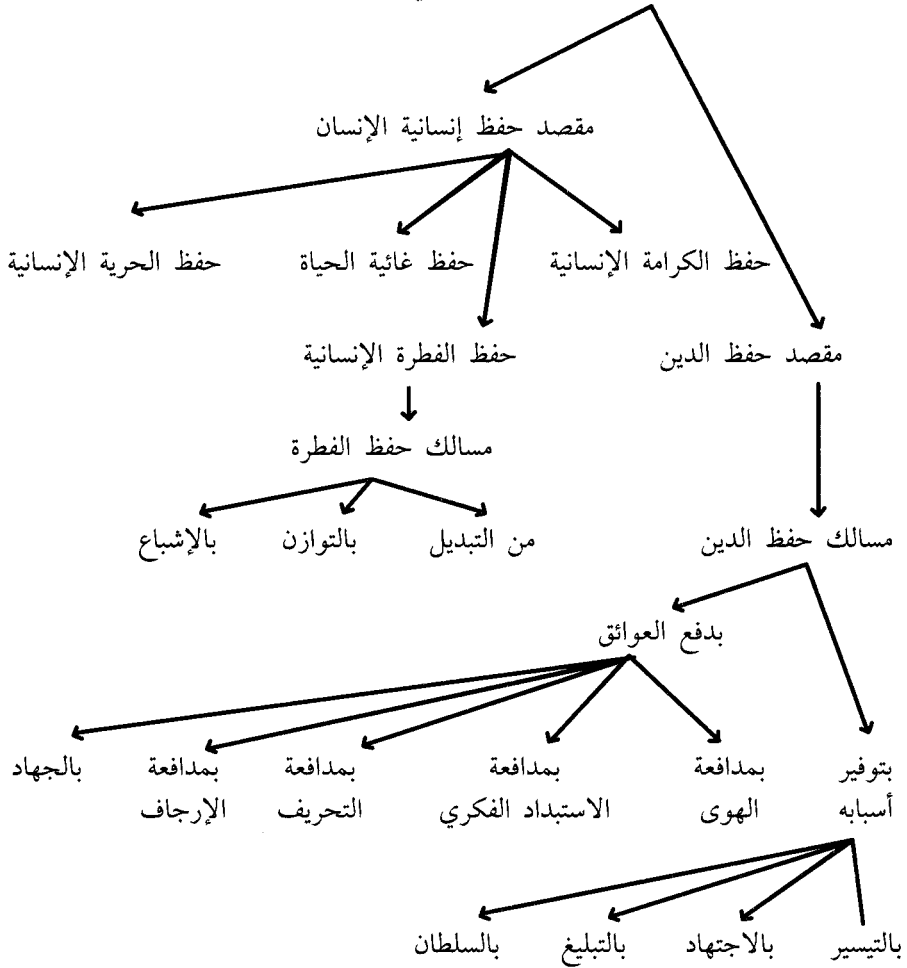 مقصد حفظ إنسانية الإنسان
حفظ الكرامة الإنسانية
حفظ غائية الحياة
حفظ الحرية الإنسانية
مقصد حفظ الدين
حفظ الفطرة الإنسانية
مسالك حفظ الفطرة
من التبديل
بالتوازن
بالإشباع
مسالك حفظ الدين
بدفع العوائق
بتوفير
أسبابه
بمدافعة
الهوى
بمدافعة
الاستبداد الفكري
بمدافعة
التحريف
بمدافعة
الإرجاف
بالجهاد
بالتيسير
بالاجتهاد
بالتبليغ
بالسلطان